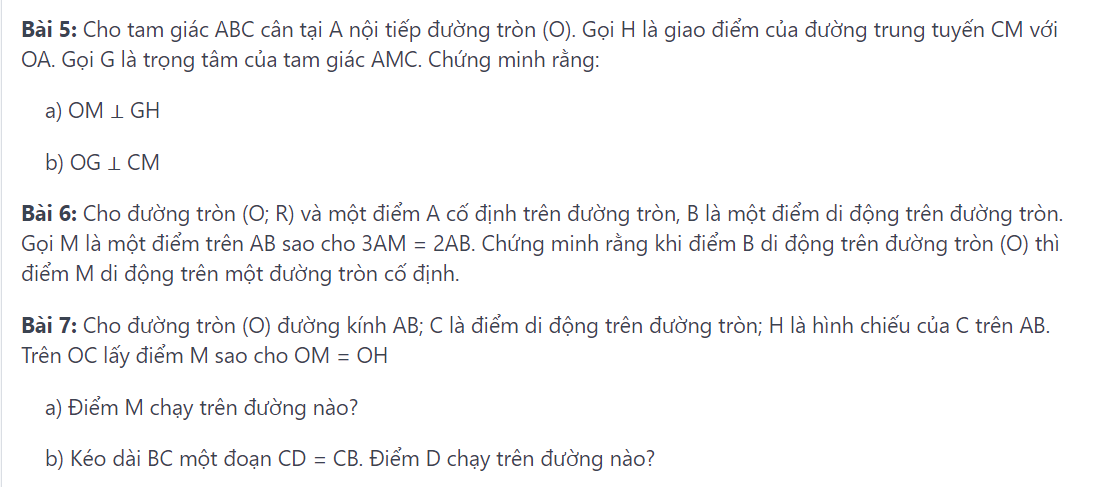 Bài 5: Cho tam giác ABC cân tại A nội tiếp đường tròn (O). Gọi H là giao điểm của đường trung tuyến CM với
OA. Gọi G là trọng tâm của tam giác AMC. Chứng minh rằng:
a) OM ⊥ GH
b) OG ⊥ CM
Bài 6: Cho đường tròn (O; R) và một điểm A cố định trên đường tròn, B là một điểm di động trên đường tròn.
Gọi M là một điểm trên AB sao cho 3AM = 2AB. Chứng minh rằng khi điểm B di động trên đường tròn (O) thì
điểm M di động trên một đường tròn cố định.
Bài 7: Cho đường tròn (O) đường kính AB; C là điểm di động trên đường tròn; H là hình chiếu của C trên AB.
Trên OC lấy điểm M sao cho OM = OH
a) Điểm M chạy trên đường nào?
b) Kéo dài BC một đoạn CD = CB. Điểm D chạy trên đường nào?